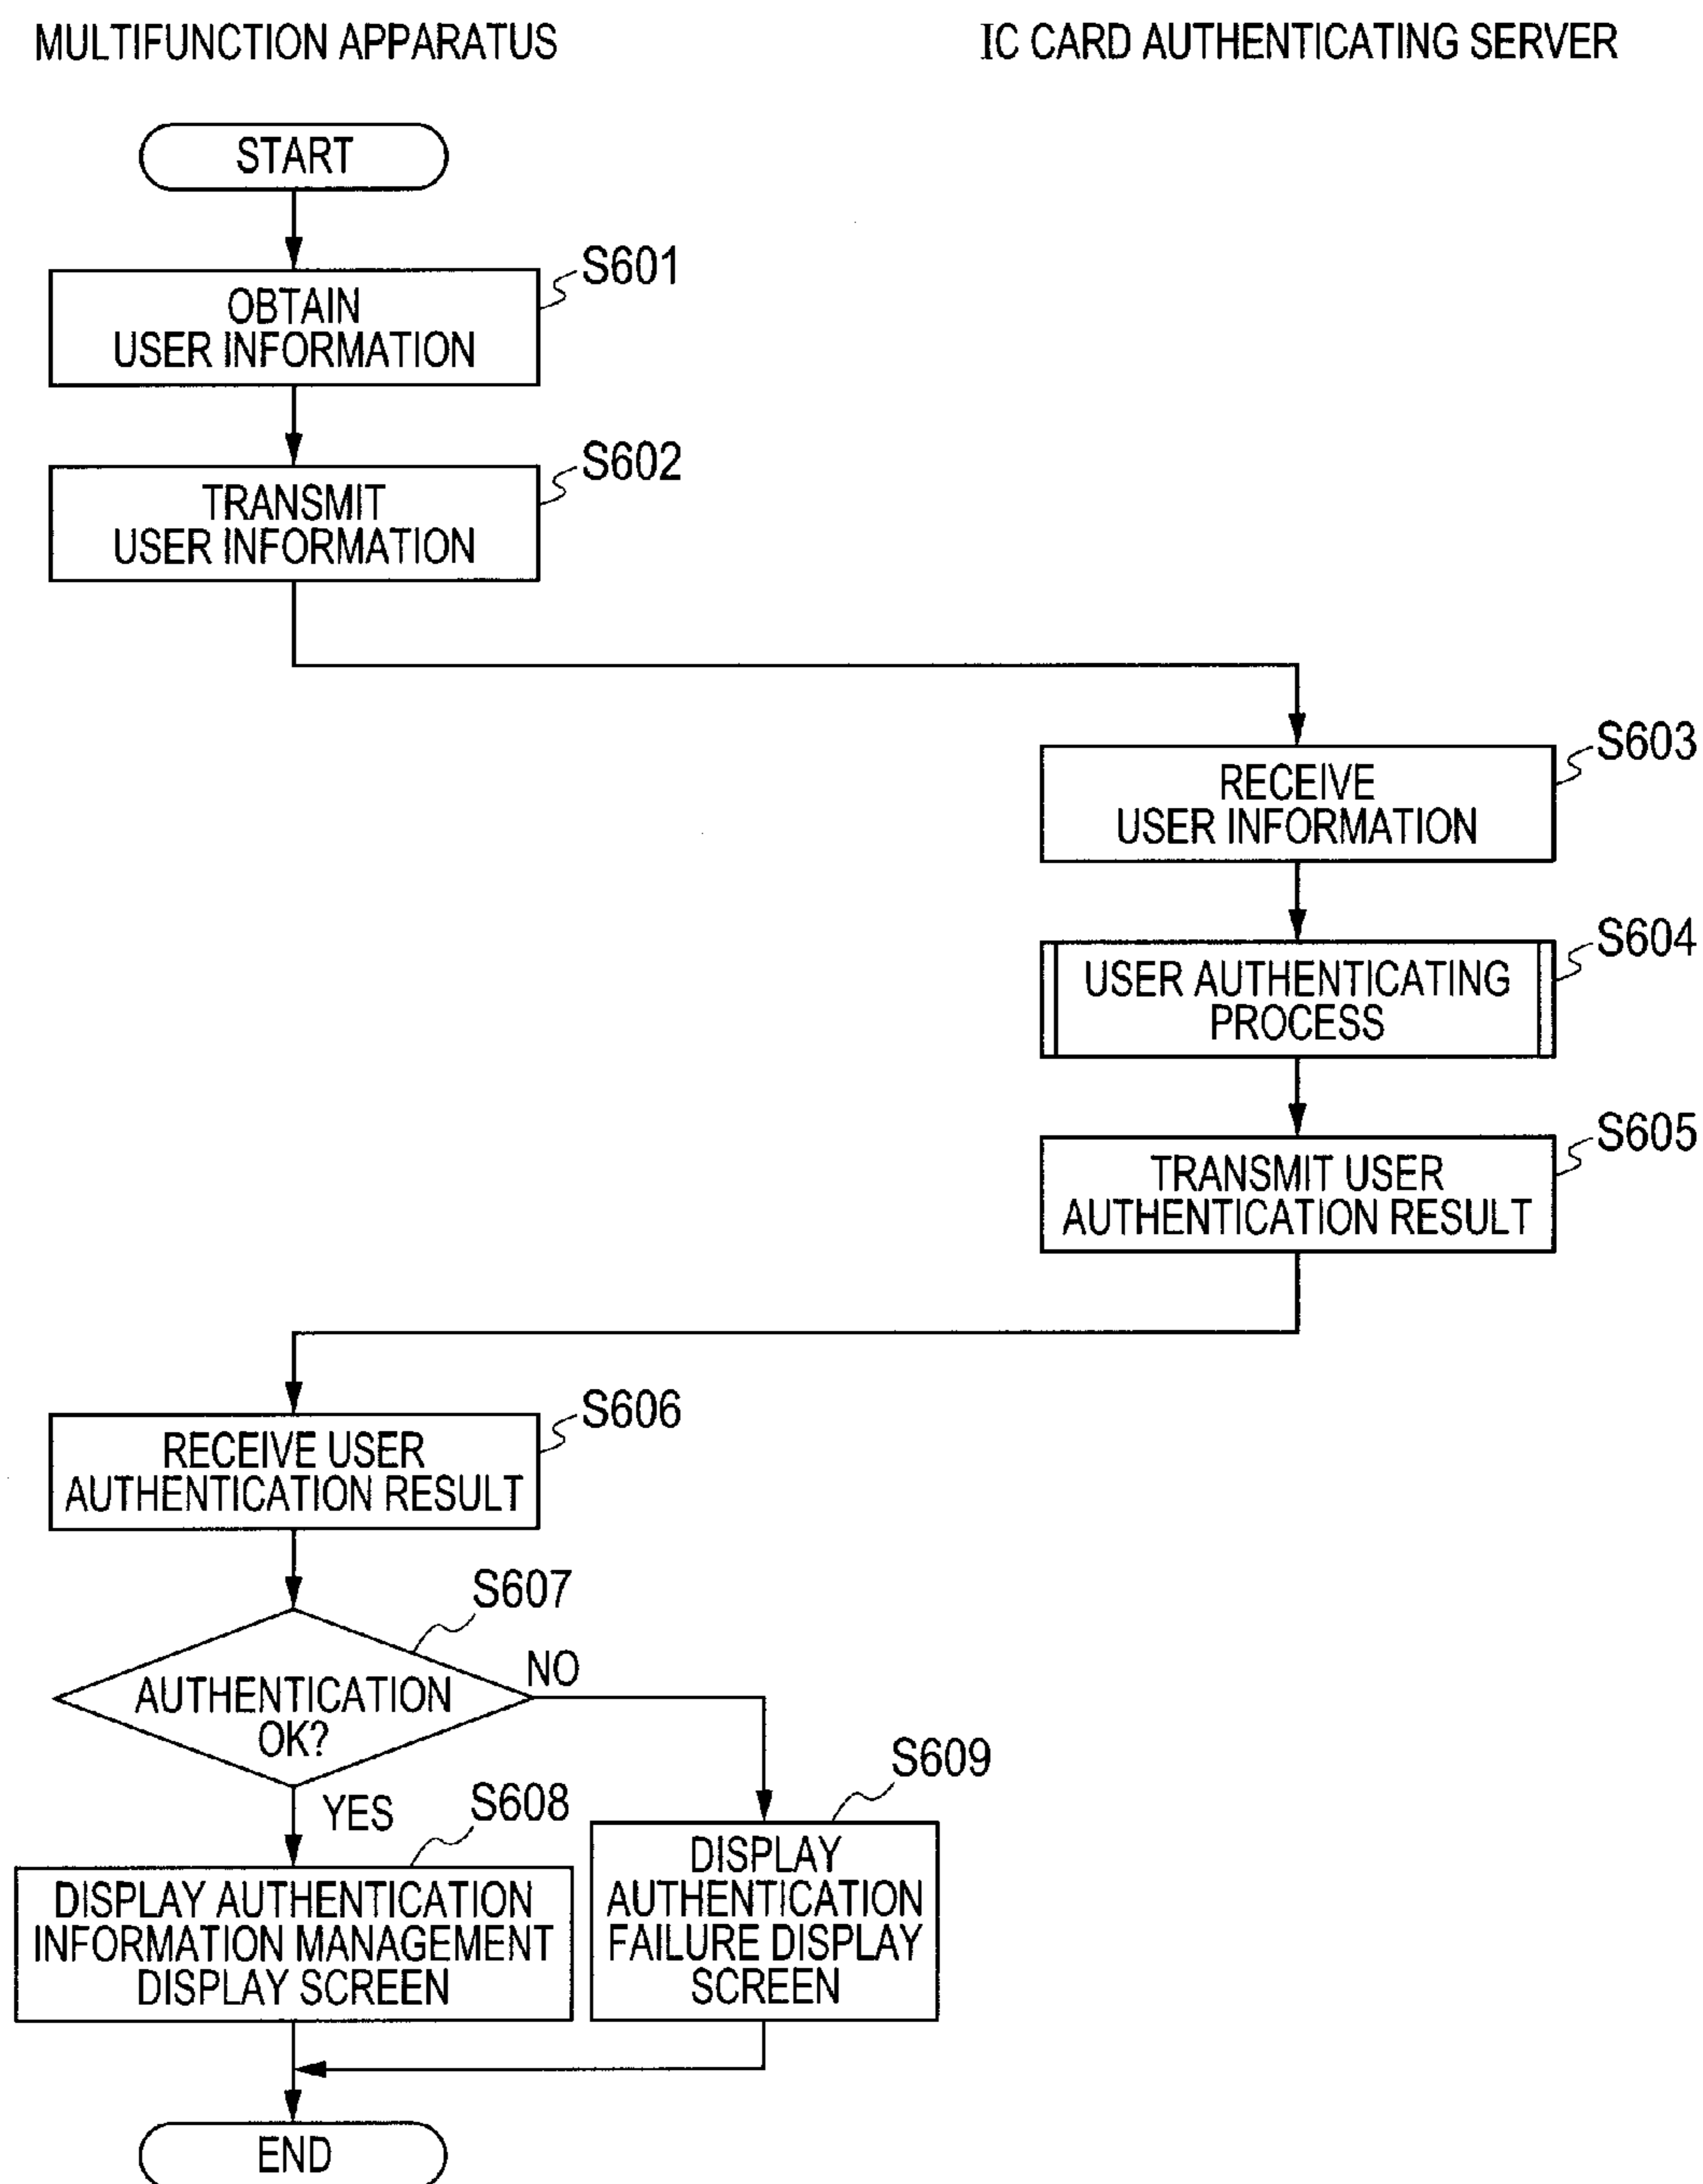 MULTIFUNCTION APPARATUS
IC CARD AUTHENTICATING SERVER
START
S601
OBTAIN
USER INFORMATION
S602
TRANSMIT
USER INFORMATION
S603
RECEIVE
USER INFORMATION
S604
USER AUTHENTICATING
PROCESS
S605
TRANSMIT USER
AUTHENTICATION RESULT
S606
RECEIVE USER
AUTHENTICATION RESULT
S607
AUTHENTICATION
OK?
NO
YES
S608
DISPLAY AUTHENTICATION
INFORMATION MANAGEMENT
DISPLAY SCREEN
S609
DISPLAY
AUTHENTICATION
FAILURE DISPLAY
SCREEN
END